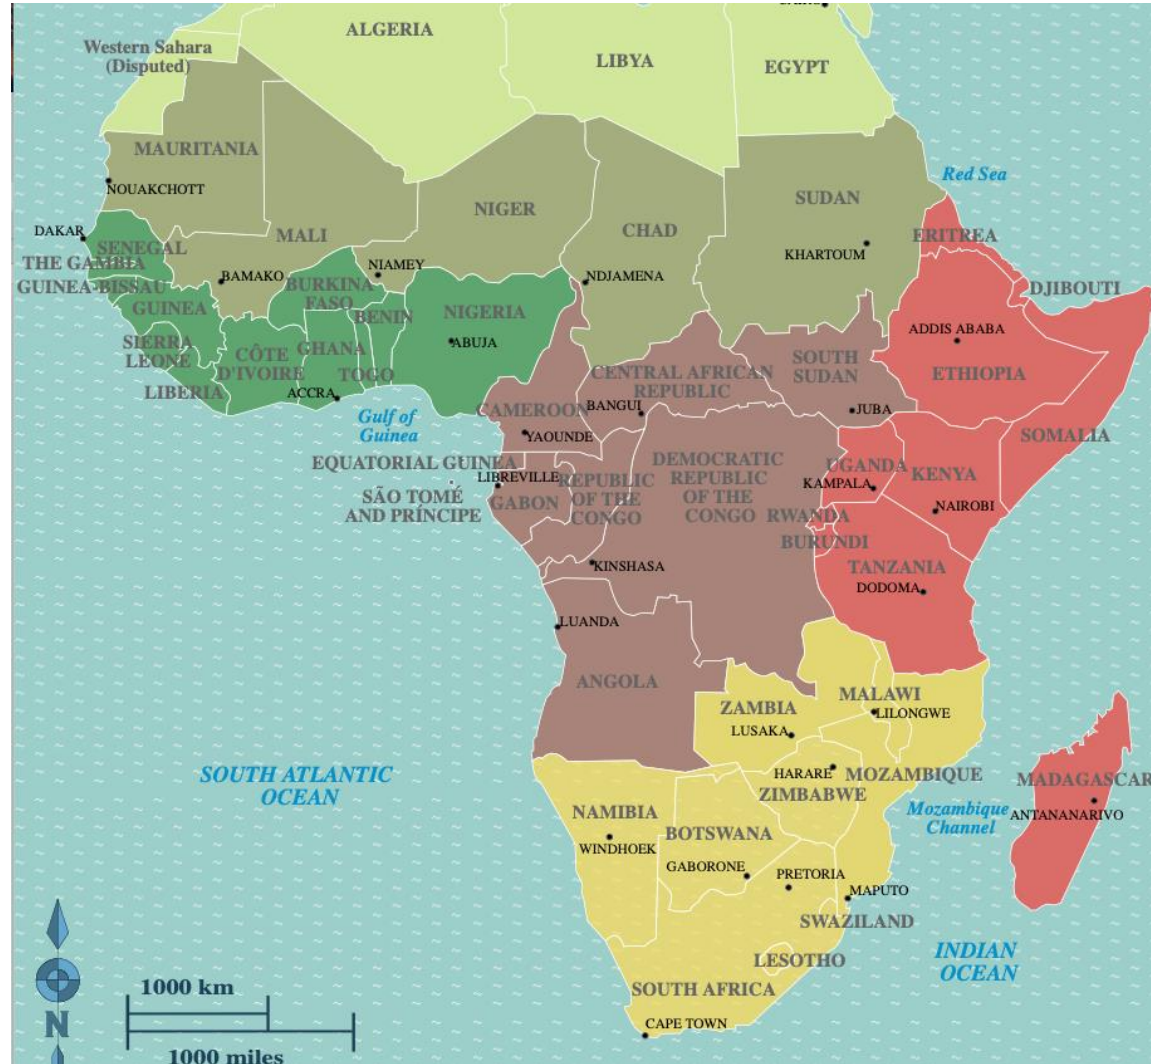 ALGERIA
LIBYA
EGYPT
Western Sahara
(Disputed)
MAURITANIA
NOUAKCHOTT
MALI
NIGER
CHAD
SUDAN
KHARTOUM
Red Sea
ERITREA
DAKAR
SENEGAL
THE GAMBIA
GUINEA-BISSAU
GUINEA
SIERRA
LEONE
LIBERIA
BAMAKO
NIAMEY
BURKINA
FASO
BENIN
CÔTE
D'IVOIRE
GHANA
TOGO
ACCRA
NIGERIA
ABUJA
NDJAMENA
DJIBOUTI
ADDIS ABABA
ETHIOPIA
SOMALIA
SOUTH
SUDAN
JUBA
CENTRAL AFRICAN
REPUBLIC
BANGUI
CAMEROON
YAOUNDE
Gulf of
Guinea
EQUATORIAL GUINEA
SÃO TOMÉ
AND PRÍNCIPE
LIBREVILLE
GABON
REPUBLIC
OF THE
CONGO
DEMOCRATIC
REPUBLIC
OF THE
CONGO
UGANDA
KAMPALA
KENYA
NAIROBI
RWANDA
BURUNDI
TANZANIA
DODOMA
KINSHASA
LUANDA
ANGOLA
ZAMBIA
LUSAKA
MALAWI
LILONGWE
HARARE
ZIMBABWE
MOZAMBIQUE
Mozambique
Channel
MADAGASCAR
ANTANANARIVO
SOUTH ATLANTIC
OCEAN
NAMIBIA
WINDHOEK
BOTSWANA
GABORONE
PRETORIA
MAPUTO
SWAZILAND
LESOTHO
SOUTH AFRICA
CAPE TOWN
INDIAN
OCEAN
N
1000 km
1000 miles